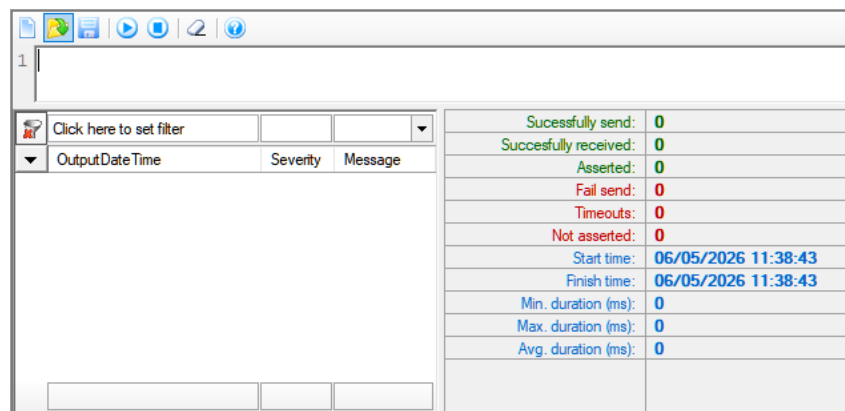 1
Click here to set filter
OutputDateTime Severity Message
Sucessfully send: 0
Succesfully received: 0
Asserted: 0
Fail send: 0
Timeouts: 0
Not asserted: 0
Start time: 06/05/2026 11:38:43
Finish time: 06/05/2026 11:38:43
Min. duration (ms): 0
Max. duration (ms): 0
Avg. duration (ms): 0